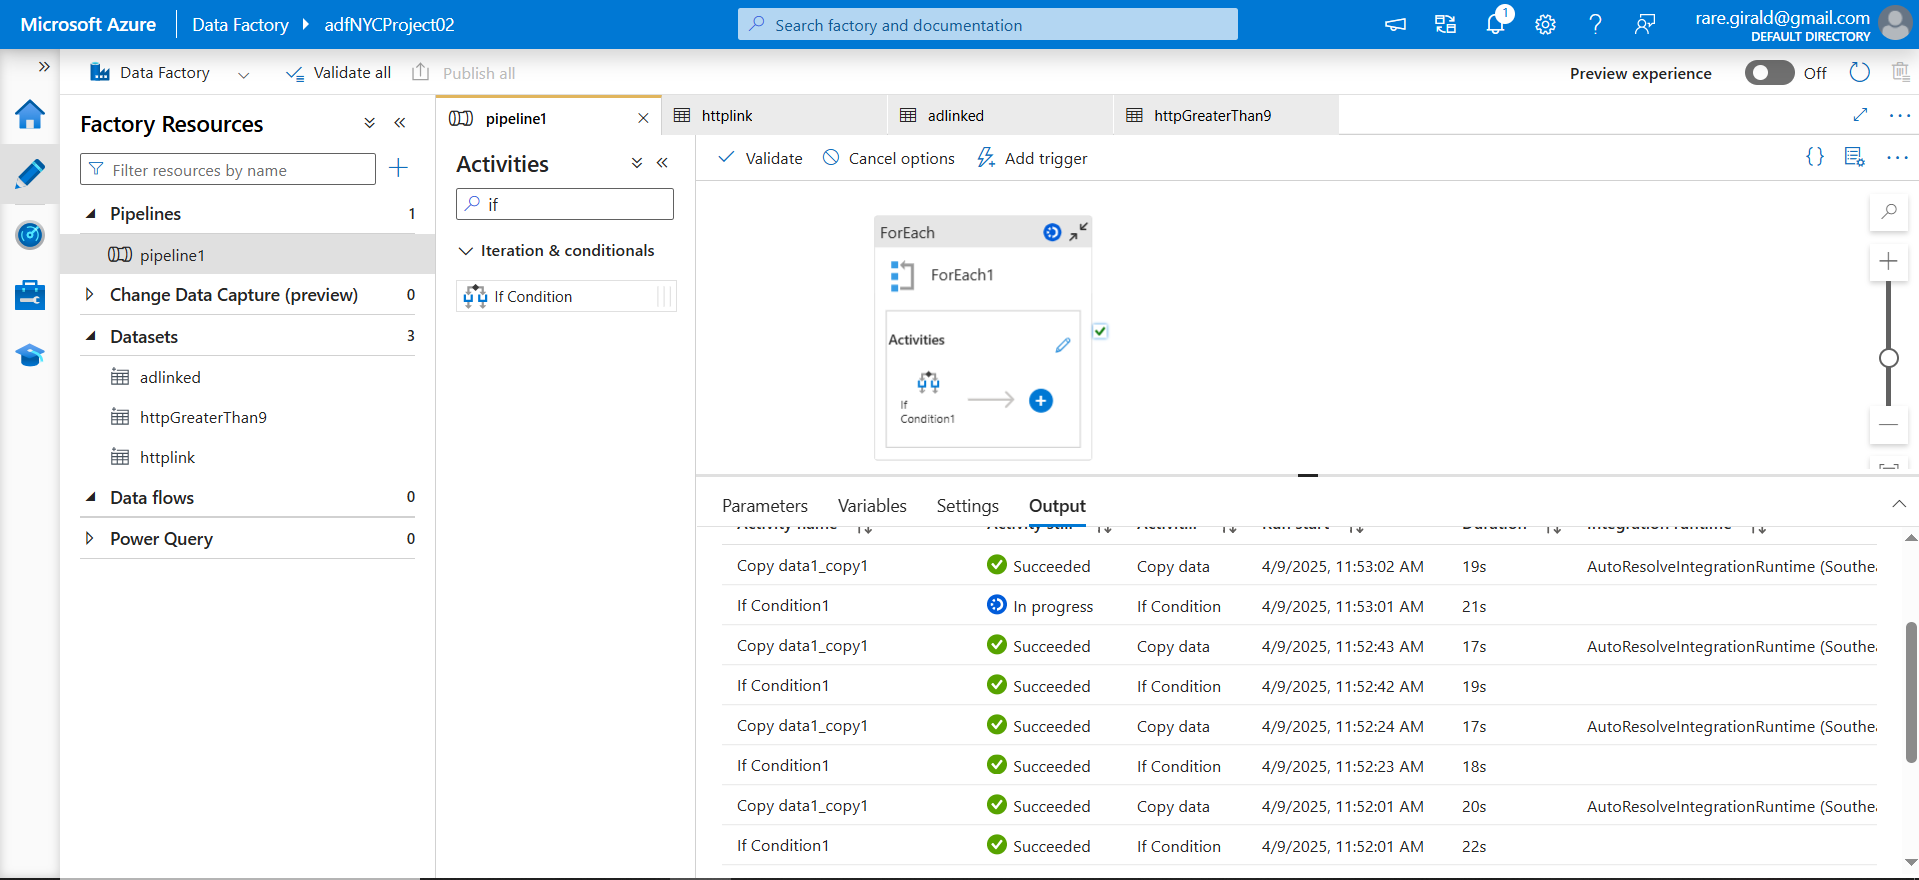 Microsoft Azure
Data Factory
adfNYCProject02
Search factory and documentation
1
rare.girald@gmail.com
DEFAULT DIRECTORY
Data Factory
Validate all
Publish all
Preview experience
Off
Factory Resources
Filter resources by name
Pipelines 1
pipeline1
Change Data Capture (preview) 0
Datasets 3
adlinked
httpGreaterThan9
httplink
Data flows 0
Power Query 0
pipeline1
httplink
adlinked
httpGreaterThan9
Activities
if
Iteration & conditionals
If Condition
Validate
Cancel options
Add trigger
{}
ForEach
ForEach1
Activities
If
Condition1
Parameters Variables Settings Output
Activity name Run start Duration Integration runtime
Copy data1_copy1 Succeeded Copy data 4/9/2025, 11:53:02 AM 19s AutoResolveIntegrationRuntime (Southe
If Condition1 In progress If Condition 4/9/2025, 11:53:01 AM 21s
Copy data1_copy1 Succeeded Copy data 4/9/2025, 11:52:43 AM 17s AutoResolveIntegrationRuntime (Southe
If Condition1 Succeeded If Condition 4/9/2025, 11:52:42 AM 19s
Copy data1_copy1 Succeeded Copy data 4/9/2025, 11:52:24 AM 17s AutoResolveIntegrationRuntime (Southe
If Condition1 Succeeded If Condition 4/9/2025, 11:52:23 AM 18s
Copy data1_copy1 Succeeded Copy data 4/9/2025, 11:52:01 AM 20s AutoResolveIntegrationRuntime (Southe
If Condition1 Succeeded If Condition 4/9/2025, 11:52:01 AM 22s